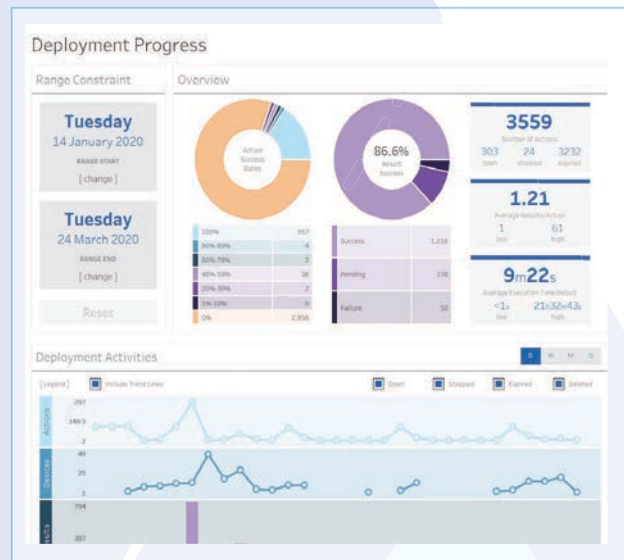 Deployment Progress
Range Constraint
Overview
Tuesday
14 January 2020
RANGE START
[ change ]
Tuesday
24 March 2020
RANGE END
[ change ]
Reset
Action
Success
Rates
86.6%
Result
Success
3559
Number of Actions
303 24 3232
open stopped expired
1.21
Average Results/Action
1 61
low high
9m22s
Average Execution Time/Result
<1s 21h32m43s
low high
100%
80%-99% 4
60%-79% 2
40%-59% 38
20%-39% 2
1%-19% 0
0% 2,956
Success 1,216
Pending 138
Failure 50
Deployment Activities
D W M Q
[Legend] Include Trend Lines Open Stopped Expired Deleted
Actions
297
149.5
2
Devices
49
25
1
794
397